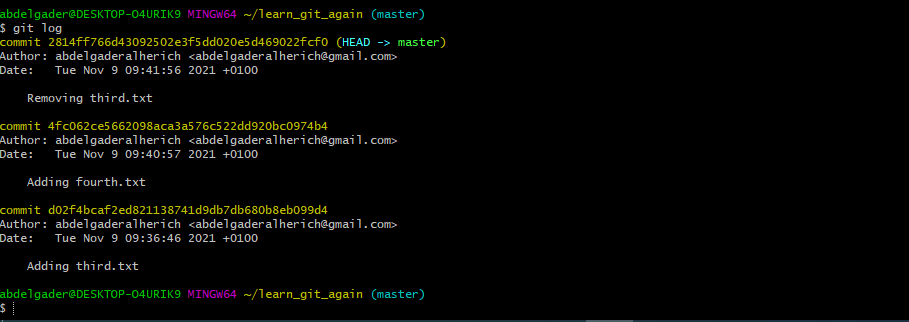 abdelgader@DESKTOP-O4URIK9 MINGW64 ~/learn_git_again (master)
$ git log
commit 2814ff766d43092502e3f5dd020e5d469022fcf0 (HEAD -> master)
Author: abdelgaderalherich <abdelgaderalherich@gmail.com>
Date:   Tue Nov 9 09:41:56 2021 +0100
    Removing third.txt
commit 4fc062ce5662098aca3a576c522dd920bc0974b4
Author: abdelgaderalherich <abdelgaderalherich@gmail.com>
Date:   Tue Nov 9 09:40:57 2021 +0100
    Adding fourth.txt
commit d02f4bcaf2ed821138741d9db7db680b8eb099d4
Author: abdelgaderalherich <abdelgaderalherich@gmail.com>
Date:   Tue Nov 9 09:36:46 2021 +0100
    Adding third.txt
abdelgader@DESKTOP-O4URIK9 MINGW64 ~/learn_git_again (master)
$